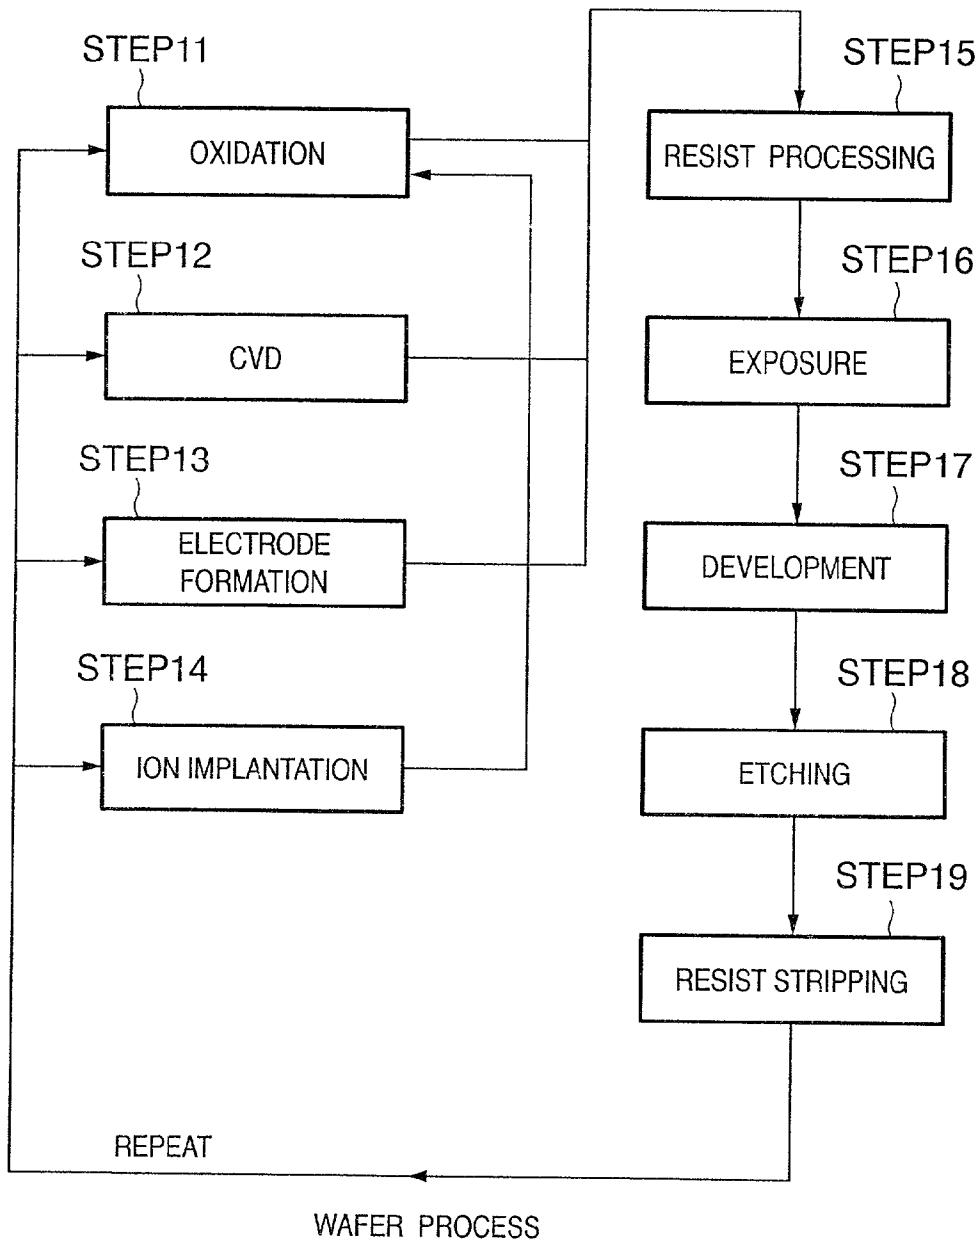 STEP11
OXIDATION
STEP12
CVD
STEP13
ELECTRODE
FORMATION
STEP14
ION IMPLANTATION
STEP15
RESIST PROCESSING
STEP16
EXPOSURE
STEP17
DEVELOPMENT
STEP18
ETCHING
STEP19
RESIST STRIPPING
REPEAT
WAFER PROCESS